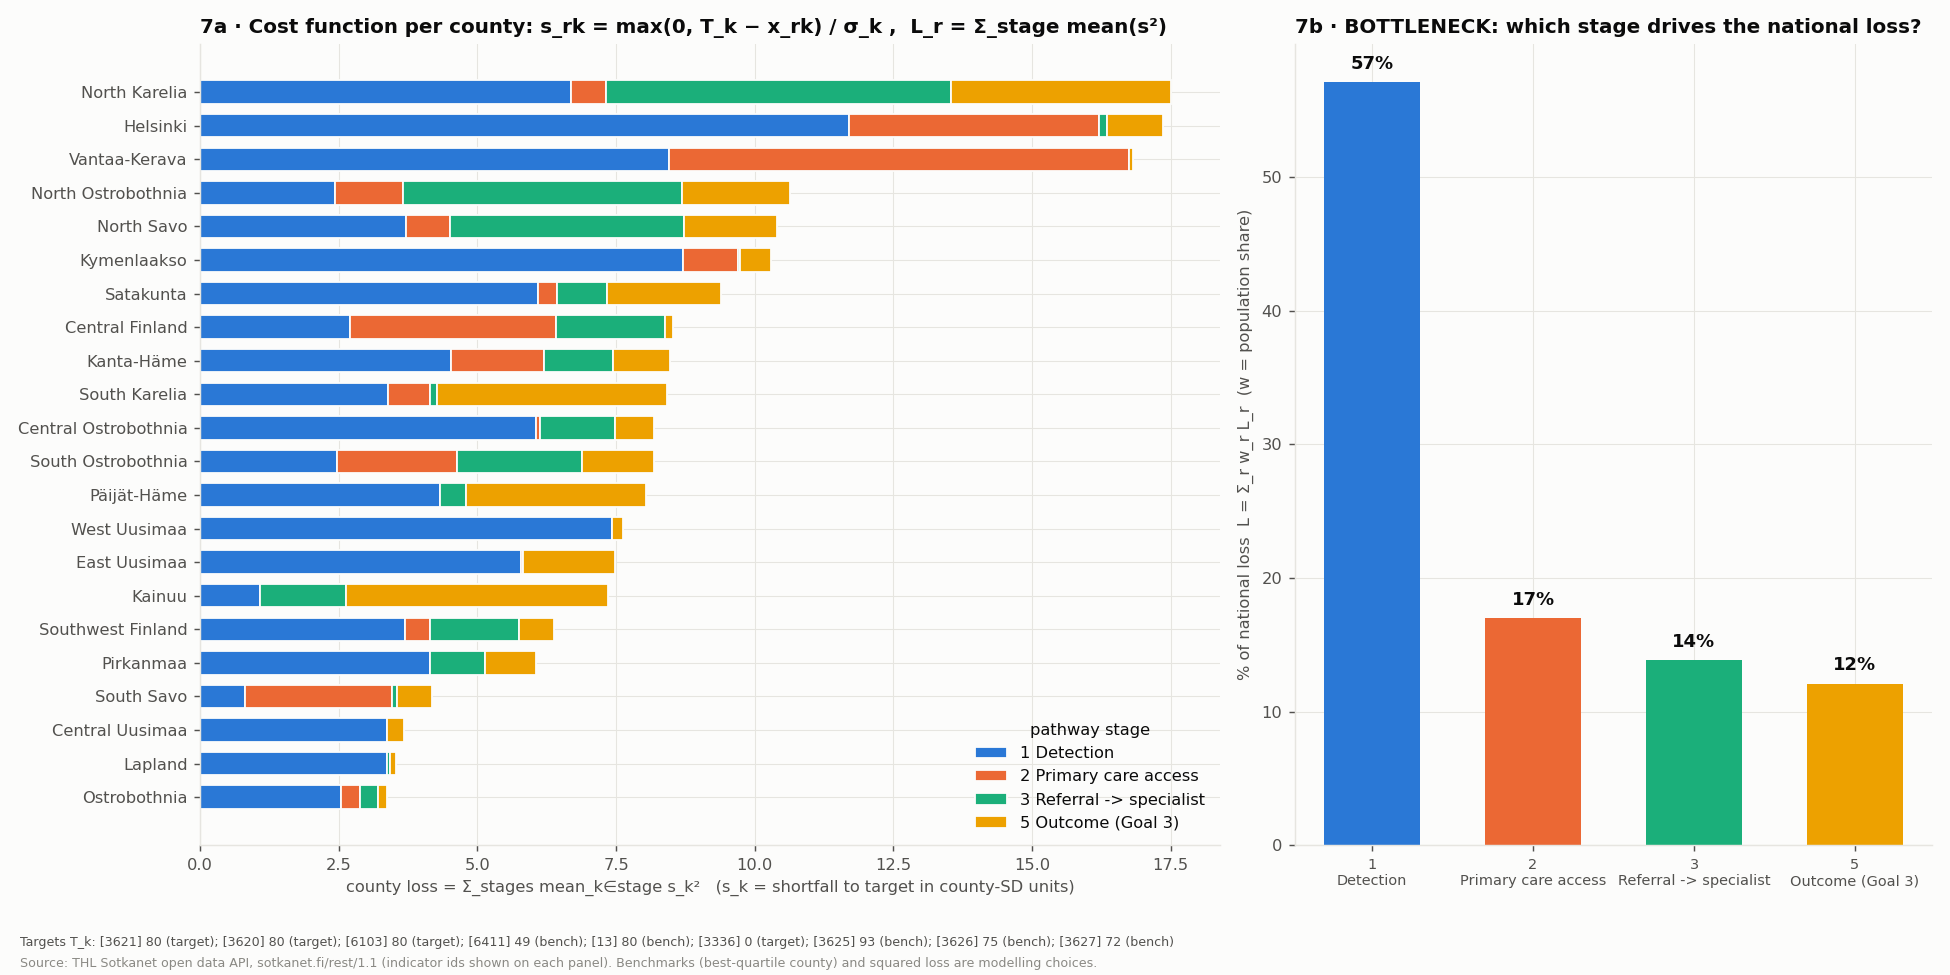 7a · Cost function per county: s_rk = max(0, T_k − x_rk) / σ_k ,  L_r = Σ_stage mean(s²)
North Karelia
Helsinki
Vantaa-Kerava
North Ostrobothnia
North Savo
Kymenlaakso
Satakunta
Central Finland
Kanta-Häme
South Karelia
Central Ostrobothnia
South Ostrobothnia
Päijät-Häme
West Uusimaa
East Uusimaa
Kainuu
Southwest Finland
Pirkanmaa
South Savo
Central Uusimaa
Lapland
Ostrobothnia
pathway stage
1 Detection
2 Primary care access
3 Referral -> specialist
5 Outcome (Goal 3)
0.0 2.5 5.0 7.5 10.0 12.5 15.0 17.5
county loss = Σ_stages mean_k∈stage s_k²   (s_k = shortfall to target in county-SD units)
7b · BOTTLENECK: which stage drives the national loss?
% of national loss  L = Σ_r w_r L_r  (w = population share)
50
40
30
20
10
0
57%
17%
14%
12%
1 2 3 5
Detection Primary care access Referral -> specialist Outcome (Goal 3)
Targets T_k: [3621] 80 (target); [3620] 80 (target); [6103] 80 (target); [6411] 49 (bench); [13] 80 (bench); [3336] 0 (target); [3625] 93 (bench); [3626] 75 (bench); [3627] 72 (bench)
Source: THL Sotkanet open data API, sotkanet.fi/rest/1.1 (indicator ids shown on each panel). Benchmarks (best-quartile county) and squared loss are modelling choices.